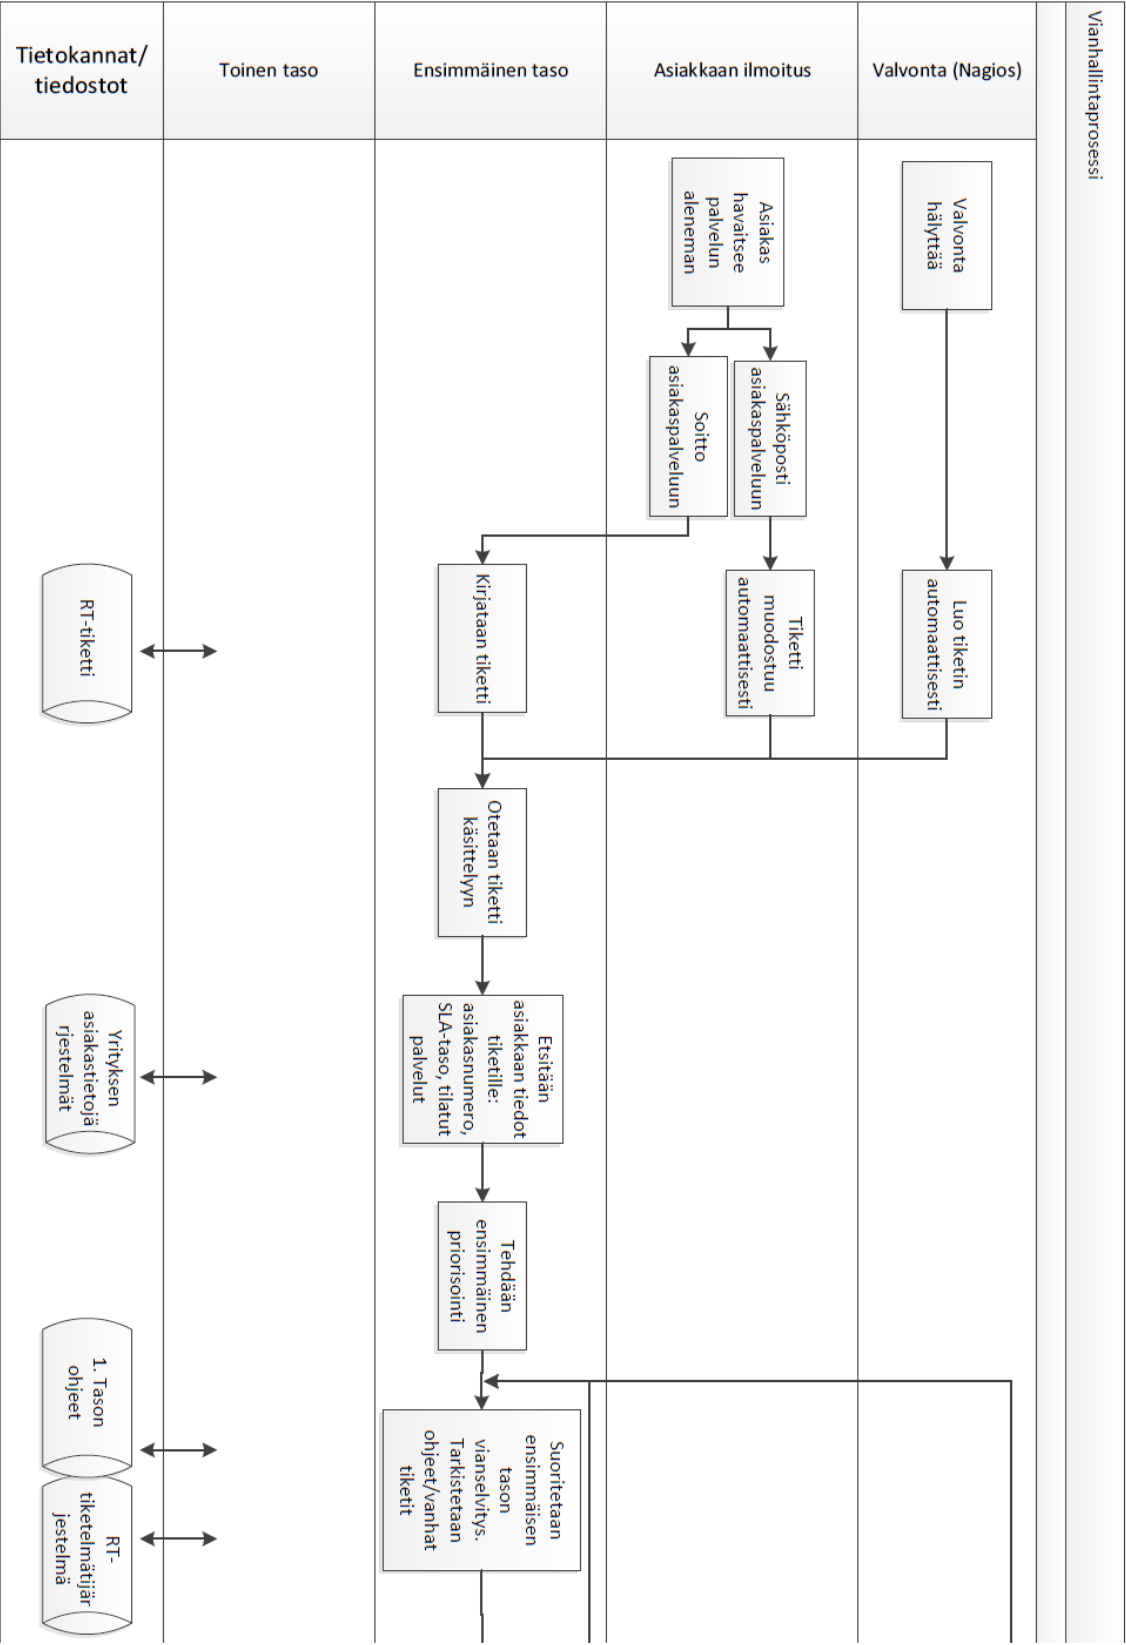 Vianhallintaprosessi
Tietokannat/
tiedostot
Toinen taso
Ensimmäinen taso
Asiakkaan ilmoitus
Valvonta (Nagios)
Valvonta
hälyttää
Luo tiketin
automaattisesti
Asiakas
havaitsee
palvelun
aleneman
Sähköposti
asiakaspalveluun
Soitto
asiakaspalveluun
Tiketti
muodostuu
automaattisesti
Kirjataan tiketti
Otetaan tiketti
käsittelyyn
Etsitään
asiakkaan tiedot
tiketille:
asiakasnumero,
SLA-taso, tilatut
palvelut
Tehdään
ensimmäinen
priorisointi
Suoritetaan
ensimmäisen
tason
vianselvitys.
Tarkistetaan
ohjeet/vanhat
tiketit
RT-tiketti
Yrityksen
asiakastietojä
rjestelmät
1. Tason
ohjeet
RT-
tiketelmätijär
jestelmä